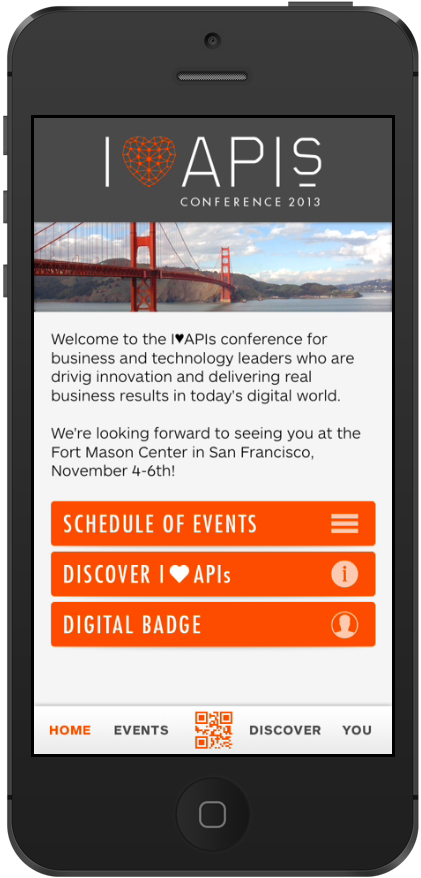 I ♥ APIs
CONFERENCE 2013
Welcome to the I♥APIs conference for
business and technology leaders who are
drivig innovation and delivering real
business results in today's digital world.
We're looking forward to seeing you at the
Fort Mason Center in San Francisco,
November 4-6th!
SCHEDULE OF EVENTS
DISCOVER I ♥ APIs
i
DIGITAL BADGE
HOME EVENTS DISCOVER YOU